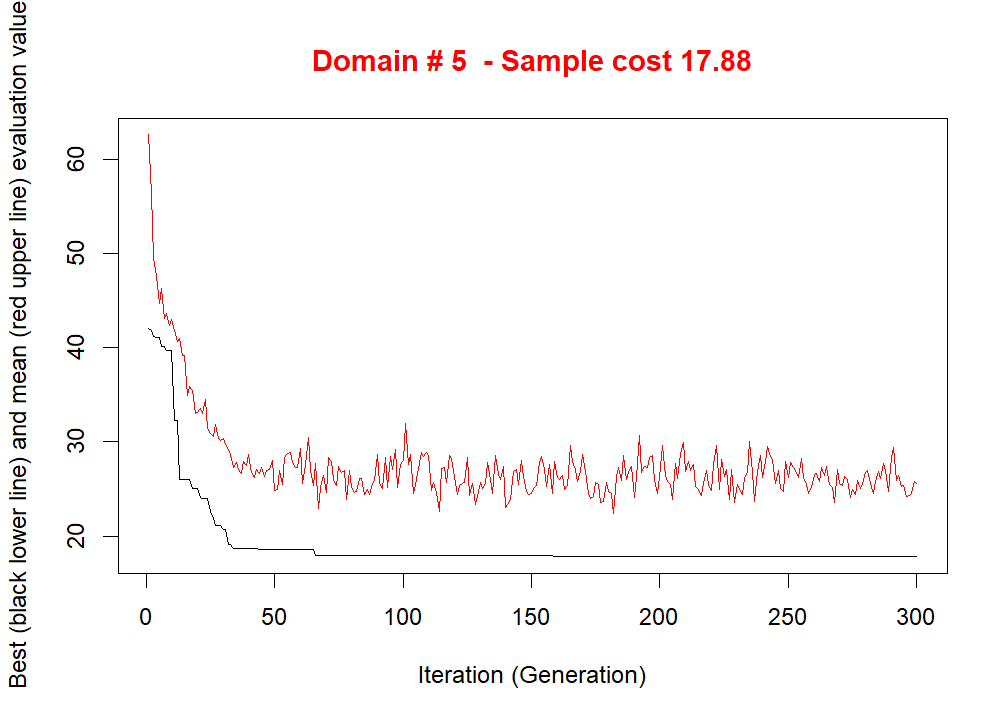 Domain # 5  - Sample cost 17.88
Best (black lower line) and mean (red upper line) evaluation value
60
50
40
30
20
0 50 100 150 200 250 300
Iteration (Generation)